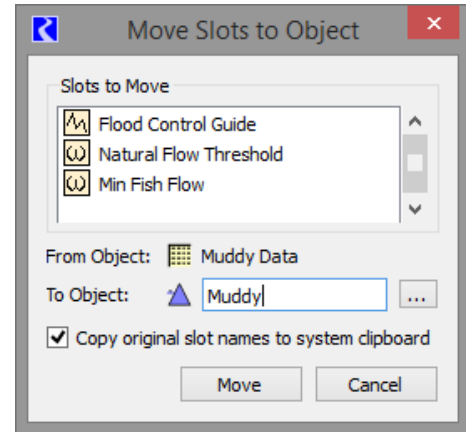 Move Slots to Object
Slots to Move
Flood Control Guide
Natural Flow Threshold
Min Fish Flow
From Object: Muddy Data
To Object: Muddy ...
Copy original slot names to system clipboard
Move Cancel